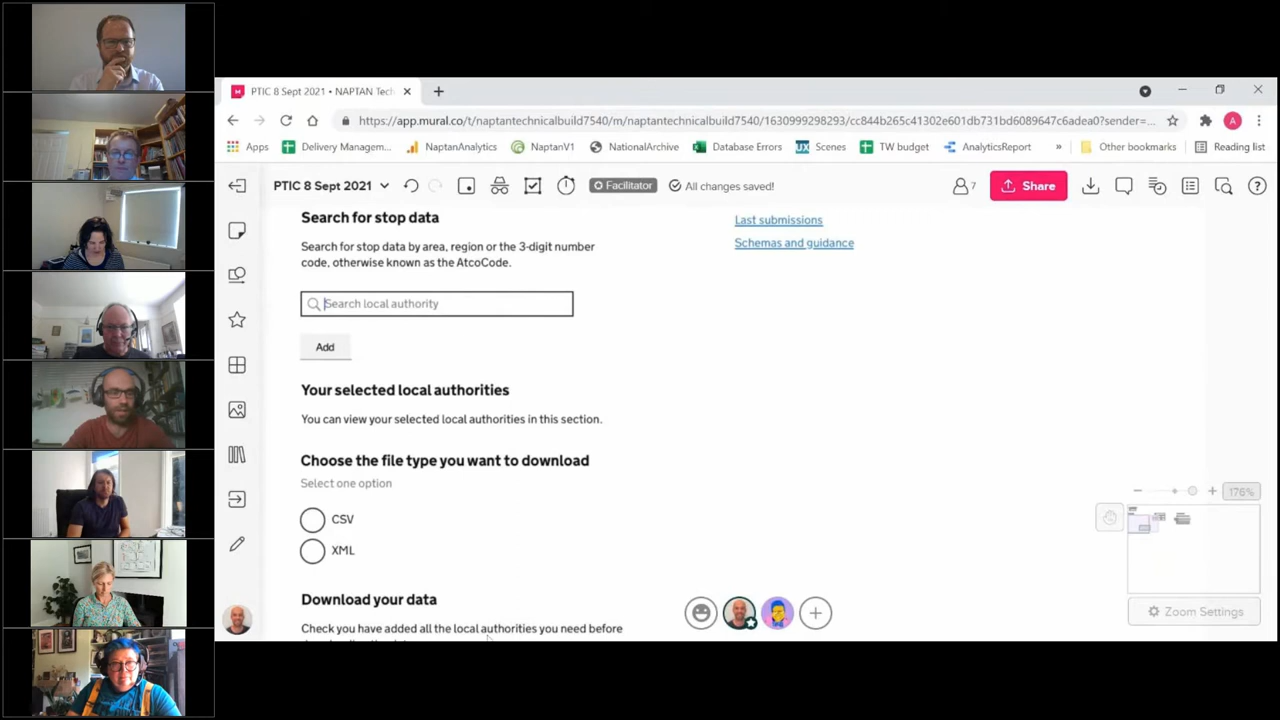 PTIC 8 Sept 2021 • NAPTAN Tech
https://app.mural.co/t/naptantechnicalbuild7540/m/naptantechnicalbuild7540/1630999298293/cc844b265c41302e601db731bd6089647c6adea0?sender=...
A
Apps
Delivery Managem...
NaptanAnalytics
NaptanV1
NationalArchive
Database Errors
UX Scenes
TW budget
AnalyticsReport
»
Other bookmarks
Reading list
PTIC 8 Sept 2021
Facilitator
All changes saved!
7
Share
Search for stop data
Last submissions
Search for stop data by area, region or the 3-digit number
Schemas and guidance
code, otherwise known as the AtcoCode.
Search local authority
Add
Your selected local authorities
You can view your selected local authorities in this section.
Choose the file type you want to download
Select one option
176%
CSV
XML
Download your data
Zoom Settings
Check you have added all the local authorities you need before